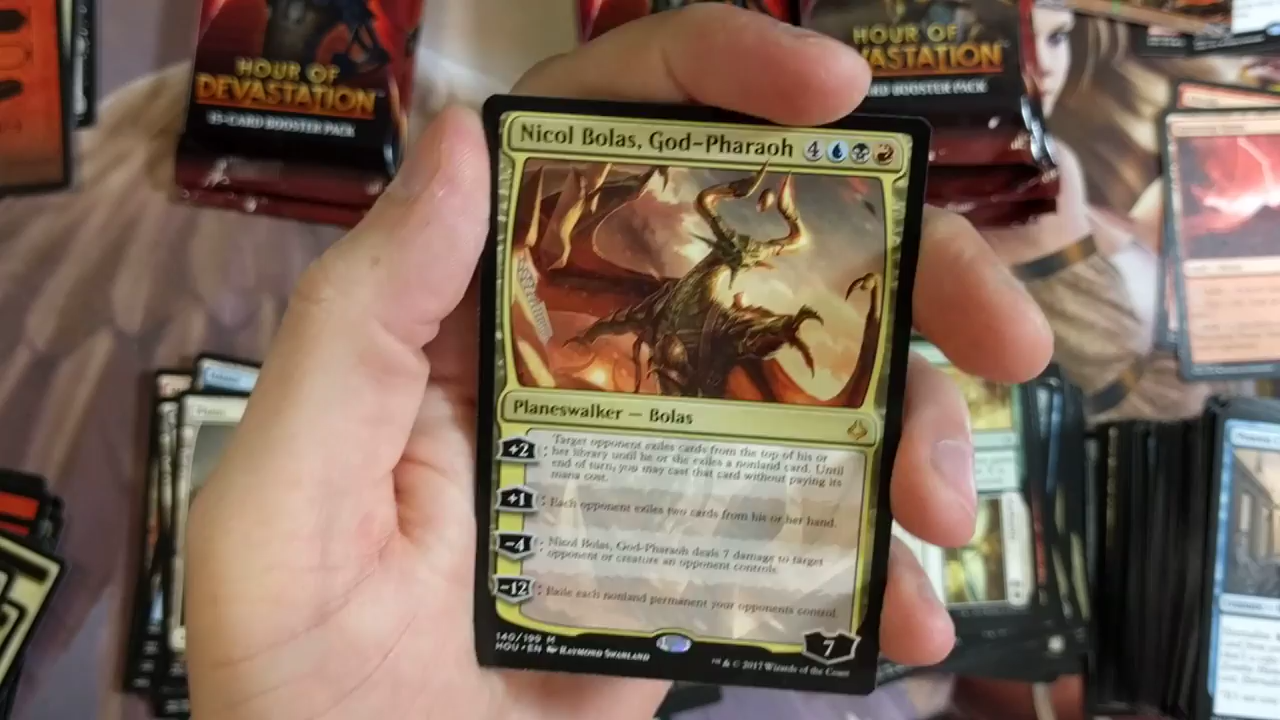 HOUR OF
DEVASTATION
15-CARD BOOSTER PACK
HOUR OF
VASTATION
CARD BOOSTER PACK
Nicol Bolas, God-Pharaoh 4
Planeswalker — Bolas
+2 : Target opponent exiles cards from the top of his or
her library until he or she exiles a nonland card. Until
end of turn, you may cast that card without paying its
mana cost.
+1 : Each opponent exiles two cards from his or her hand.
-4 : Nicol Bolas, God-Pharaoh deals 7 damage to target
opponent or creature an opponent controls.
-12 : Exile each nonland permanent your opponents control.
7
140/199 M
HOU • EN Raymond Swanland
™ & © 2017 Wizards of the Coast